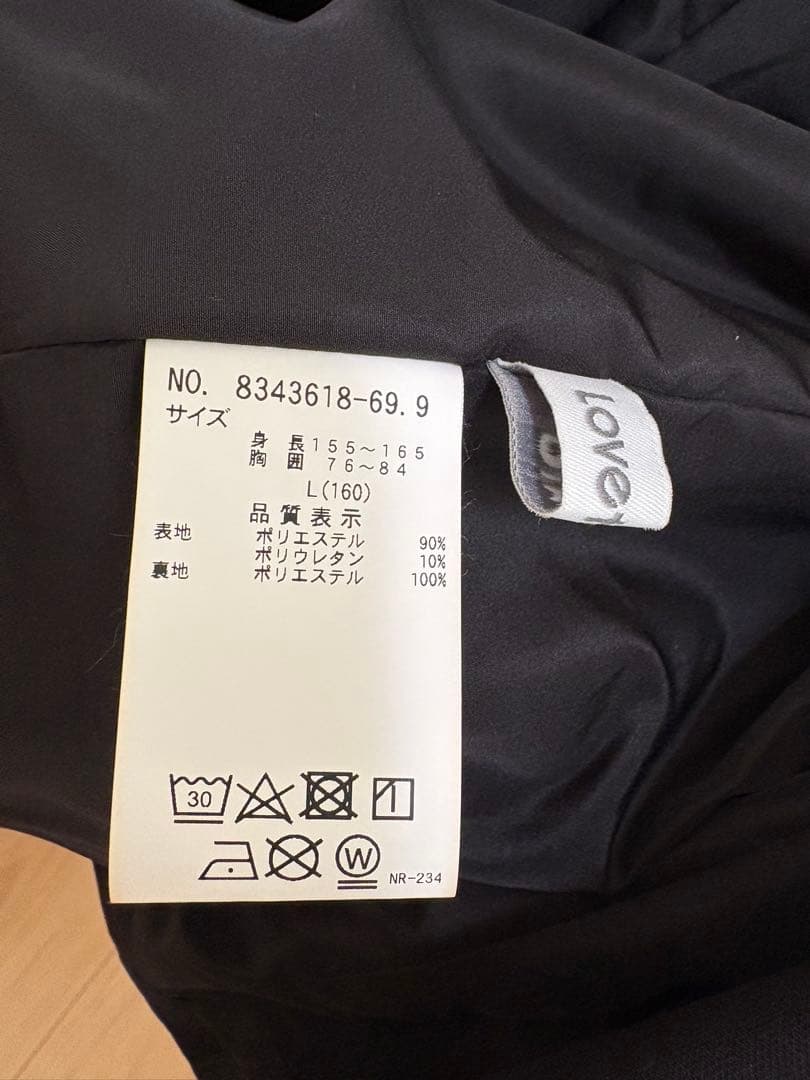 NO. 8343618-69.9
サイズ
身 長 155～165
胸 囲 76～84
L(160)
品質表示
表地 ポリエステル 90%
ポリウレタン 10%
裏地 ポリエステル 100%
30
W
NR-234